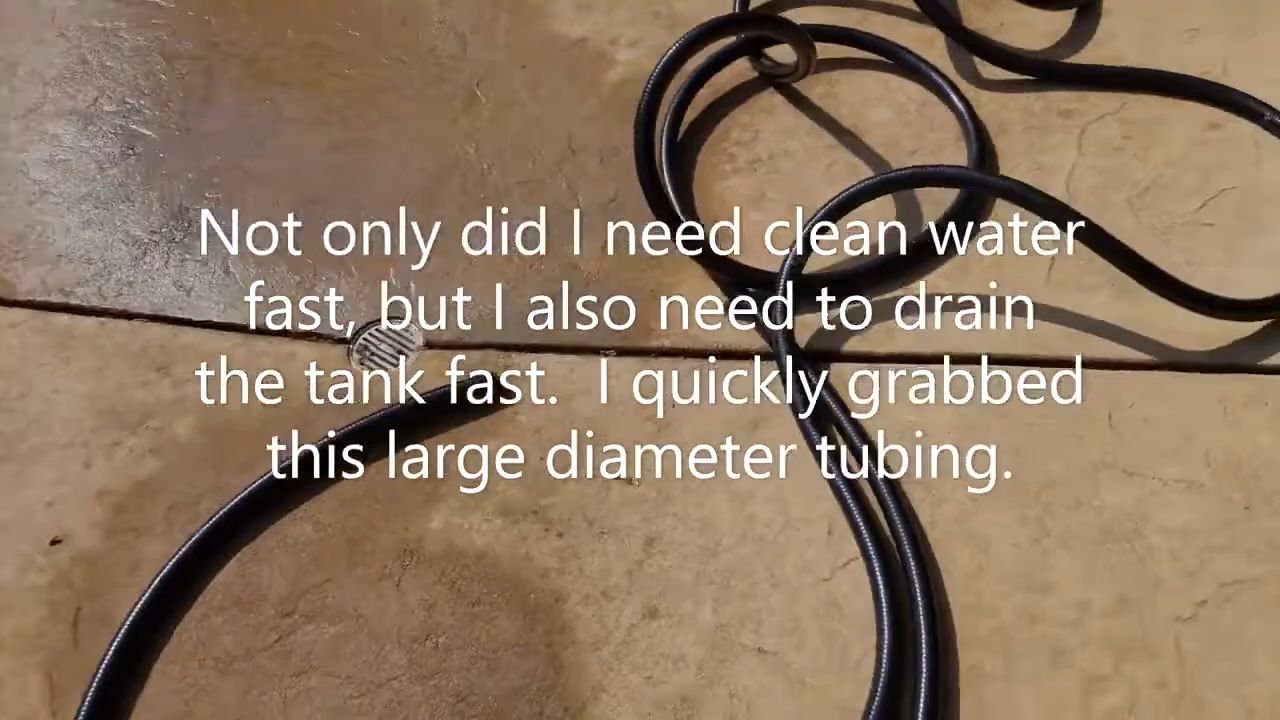 Not only did I need clean water
fast, but I also need to drain
the tank fast.  I quickly grabbed
this large diameter tubing.